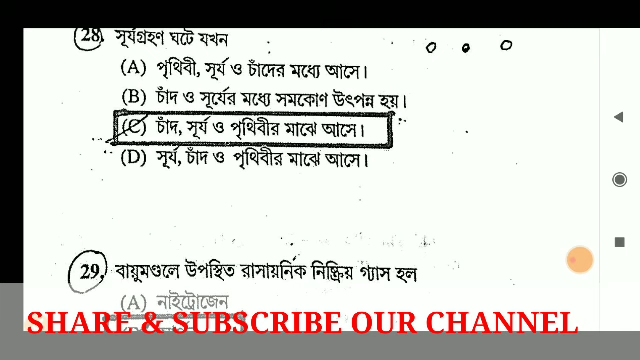 28. সূর্যগ্রহণ ঘটে যখন
(A) পৃথিবী, সূর্য ও চাঁদের মধ্যে আসে।
(B) চাঁদ ও সূর্যের মধ্যে সমকোণ উৎপন্ন হয়।
(C) চাঁদ, সূর্য ও পৃথিবীর মাঝে আসে।
(D) সূর্য, চাঁদ ও পৃথিবীর মাঝে আসে।
29. বায়ুমণ্ডলে উপস্থিত রাসায়নিক নিষ্ক্রিয় গ্যাস হল
(A) নাইট্রোজেন
SHARE & SUBSCRIBE OUR CHANNEL